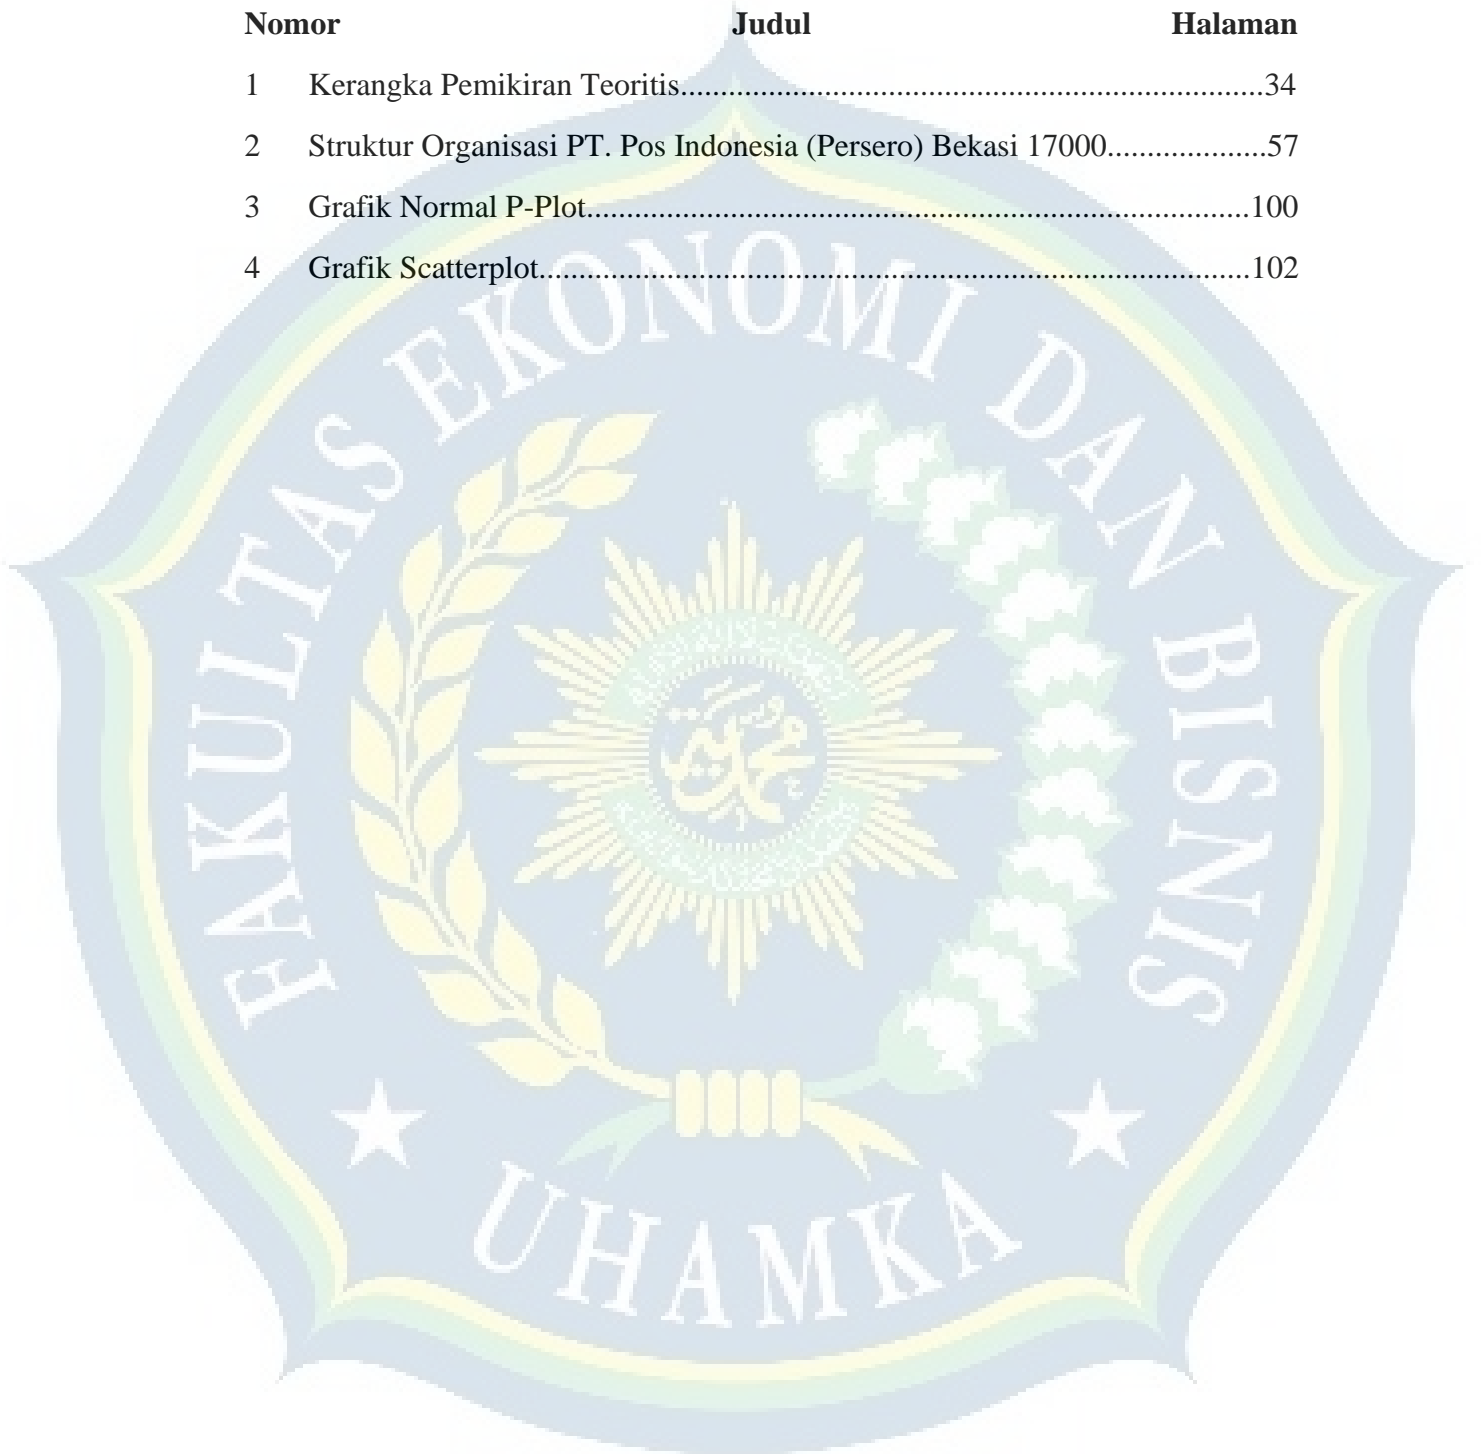 Nomor Judul Halaman
1 Kerangka Pemikiran Teoritis..........................................................................34
2 Struktur Organisasi PT. Pos Indonesia (Persero) Bekasi 17000....................57
3 Grafik Normal P-Plot....................................................................................100
4 Grafik Scatterplot..........................................................................................102
FAKULTAS EKONOMI DAN BISNIS
محمدية
UHAMKA